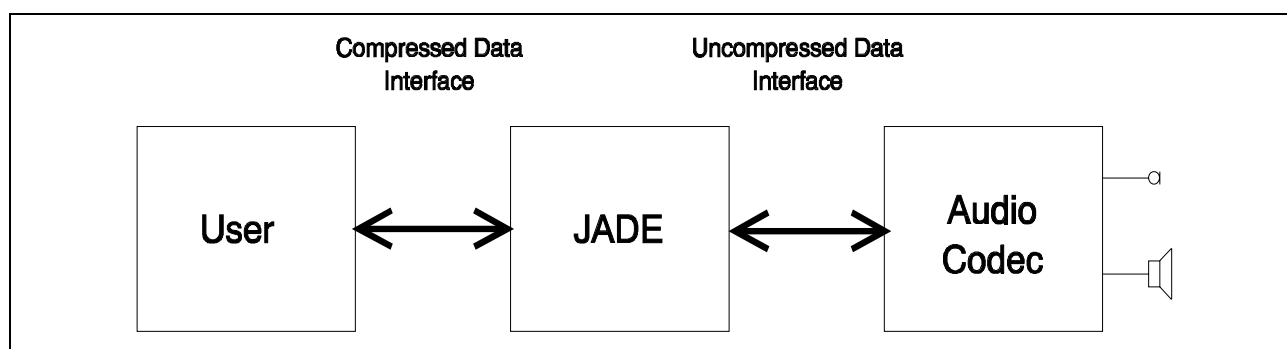 Compressed Data
Interface
Uncompressed Data
Interface
User
JADE
Audio
Codec